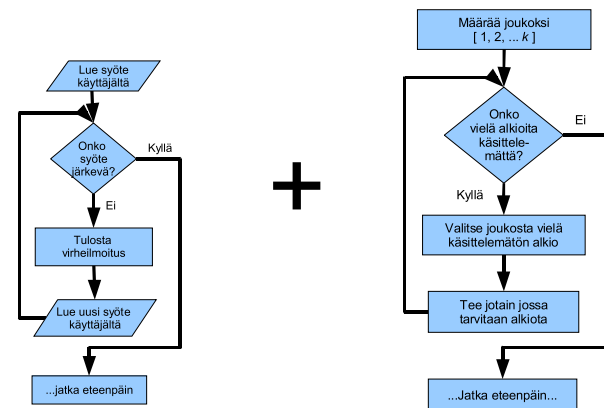 Lue syöte
käyttäjältä
Onko
syöte
järkevä?
Kyllä
Ei
Tulosta
virheilmoitus
Lue uusi syöte
käyttäjältä
...jatka eteenpäin
+
Määrää joukoksi
[ 1, 2, ... k ]
Onko
vielä alkioita
käsittele-
mättä?
Ei
Kyllä
Valitse joukosta vielä
käsittelemätön alkio
Tee jotain jossa
tarvitaan alkiota
...Jatka eteenpäin...